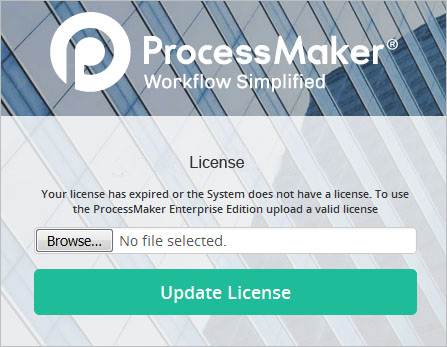 ProcessMaker®
Workflow Simplified
License
Your license has expired or the System does not have a license. To use
the ProcessMaker Enterprise Edition upload a valid license
Browse... No file selected.
Update License